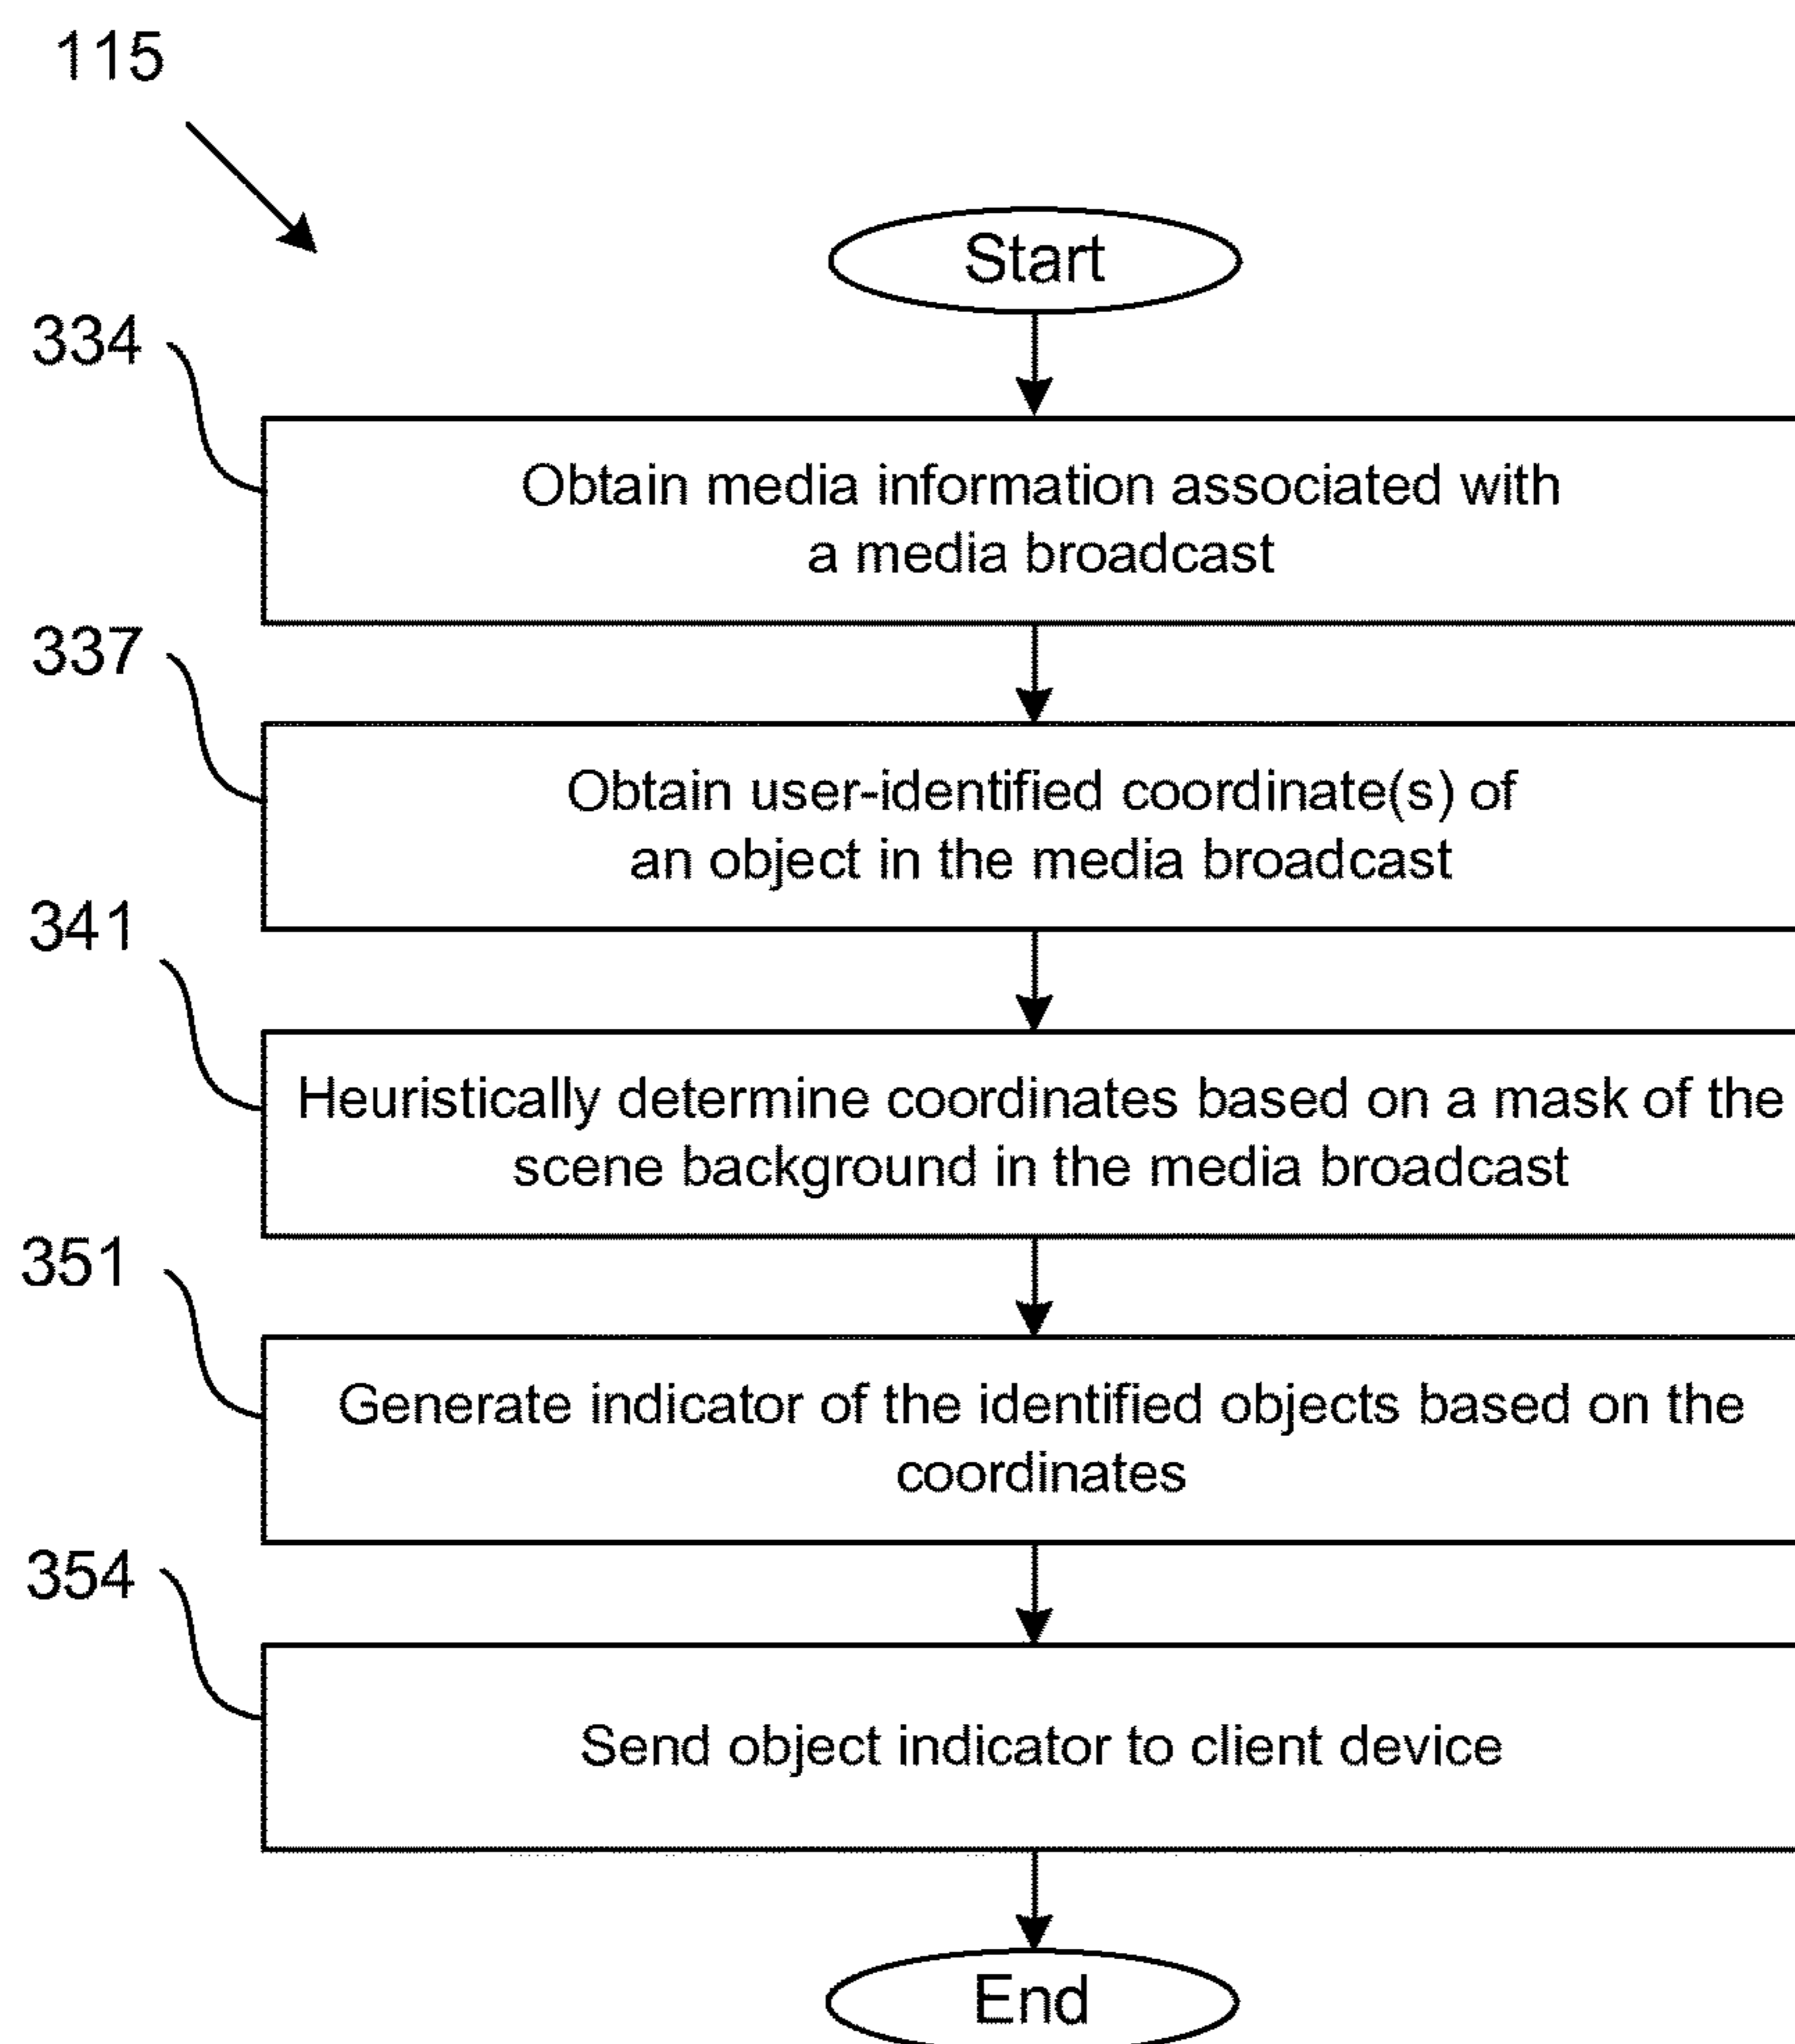 115
Start
334
Obtain media information associated with
a media broadcast
337
Obtain user-identified coordinate(s) of
an object in the media broadcast
341
Heuristically determine coordinates based on a mask of the
scene background in the media broadcast
351
Generate indicator of the identified objects based on the
coordinates
354
Send object indicator to client device
End